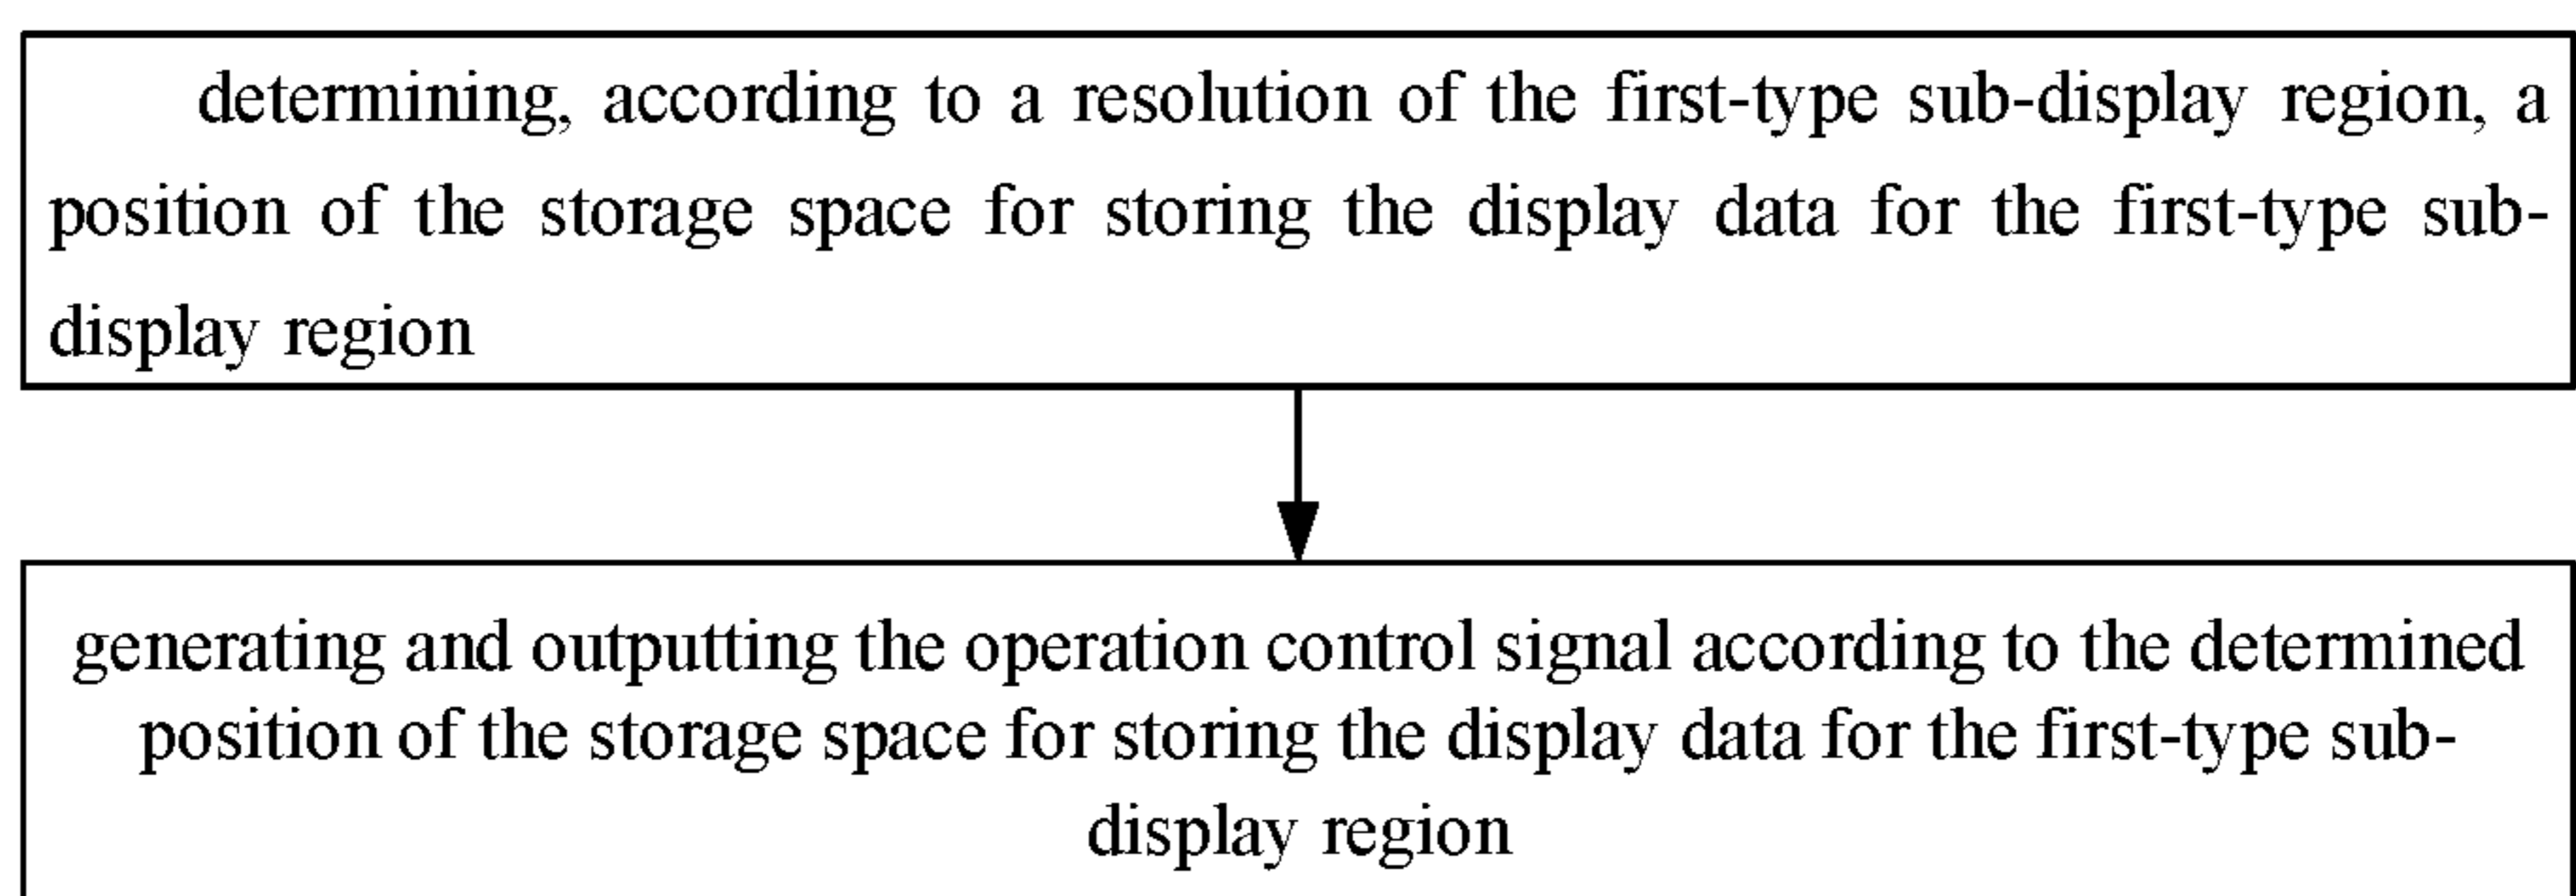 determining, according to a resolution of the first-type sub-display region, a
position of the storage space for storing the display data for the first-type sub-
display region
generating and outputting the operation control signal according to the determined
position of the storage space for storing the display data for the first-type sub-
display region